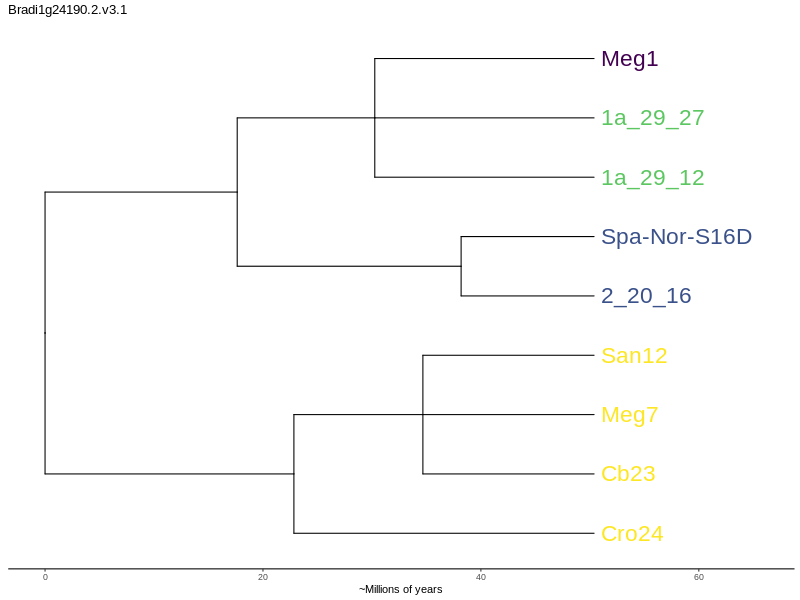 Bradi1g24190.2.v3.1
Meg1
1a_29_27
1a_29_12
Spa-Nor-S16D
2_20_16
San12
Meg7
Cb23
Cro24
0 20 40 60
~Millions of years